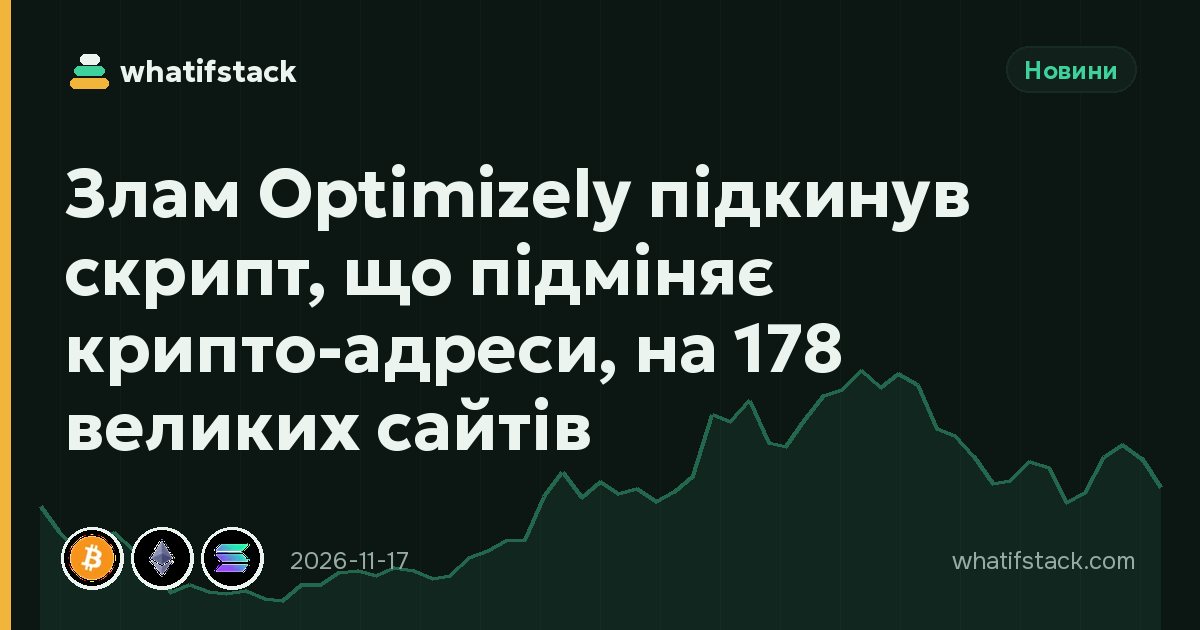 whatifstack
Новини
Злам Optimizely підкинув
скрипт, що підміняє
крипто-адреси, на 178
великих сайтів
2026-11-17
whatifstack.com